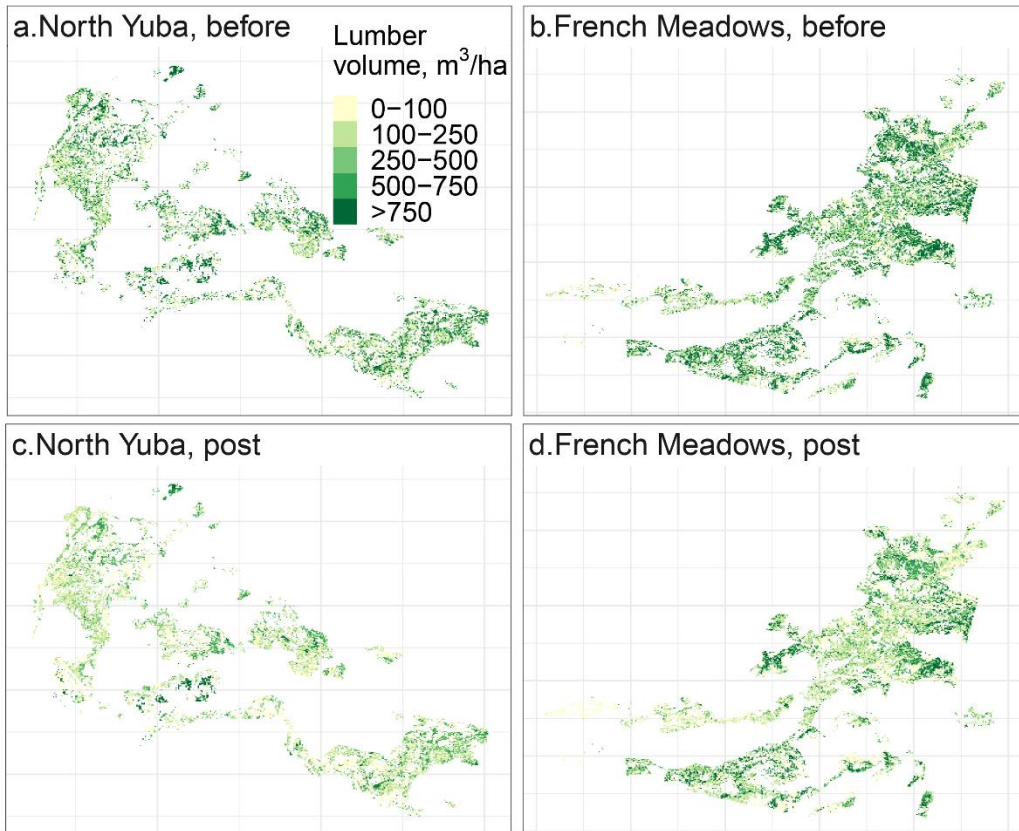 a.North Yuba, before
Lumber
volume, m³/ha
0–100
100–250
250–500
500–750
>750
b.French Meadows, before
c.North Yuba, post
d.French Meadows, post